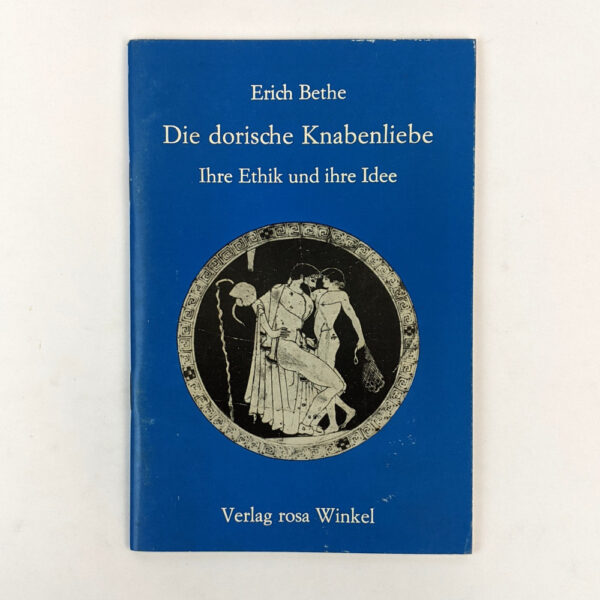 Erich Bethe
Die dorische Knabenliebe
Ihre Ethik und ihre Idee
Verlag rosa Winkel